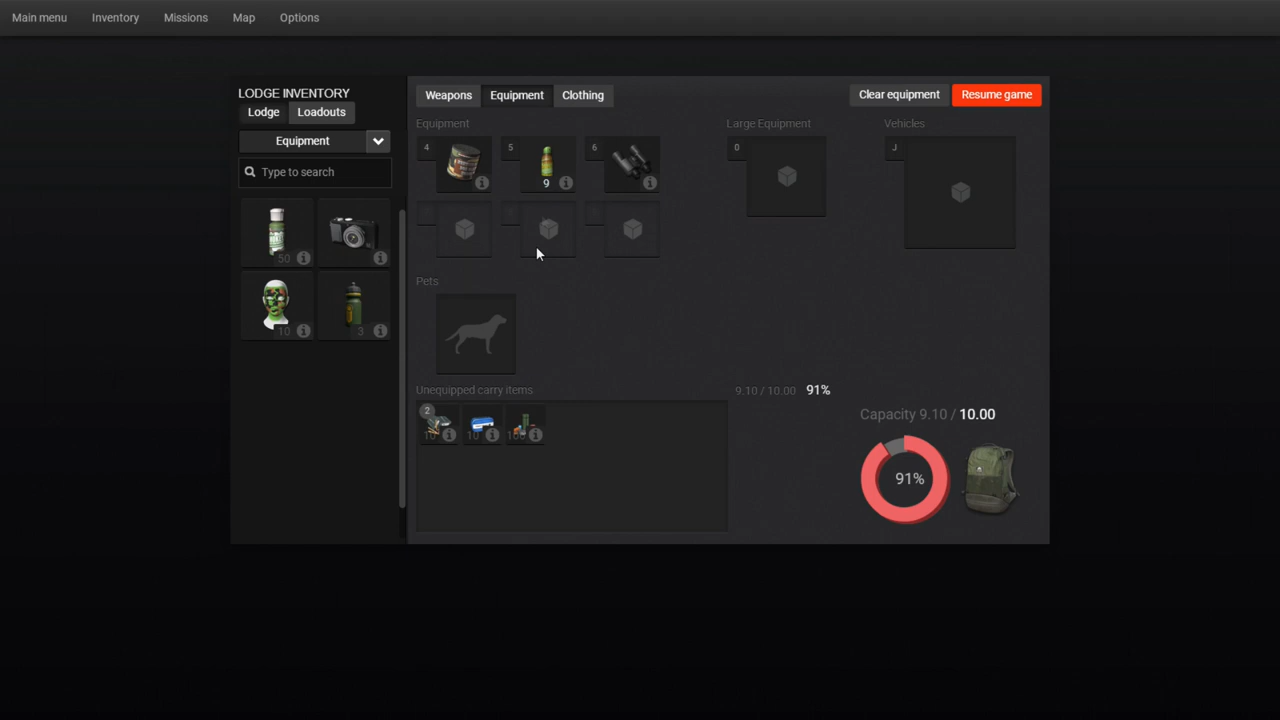 Main menu Inventory Missions Map Options
LODGE INVENTORY
Lodge Loadouts
Equipment
Type to search
50
10 3
Weapons Equipment Clothing
Clear equipment Resume game
Equipment Large Equipment Vehicles
4 5 6 0 J
9
Pets
Unequipped carry items 9.10 / 10.00 91%
2
10 10
Capacity 9.10 / 10.00
91%